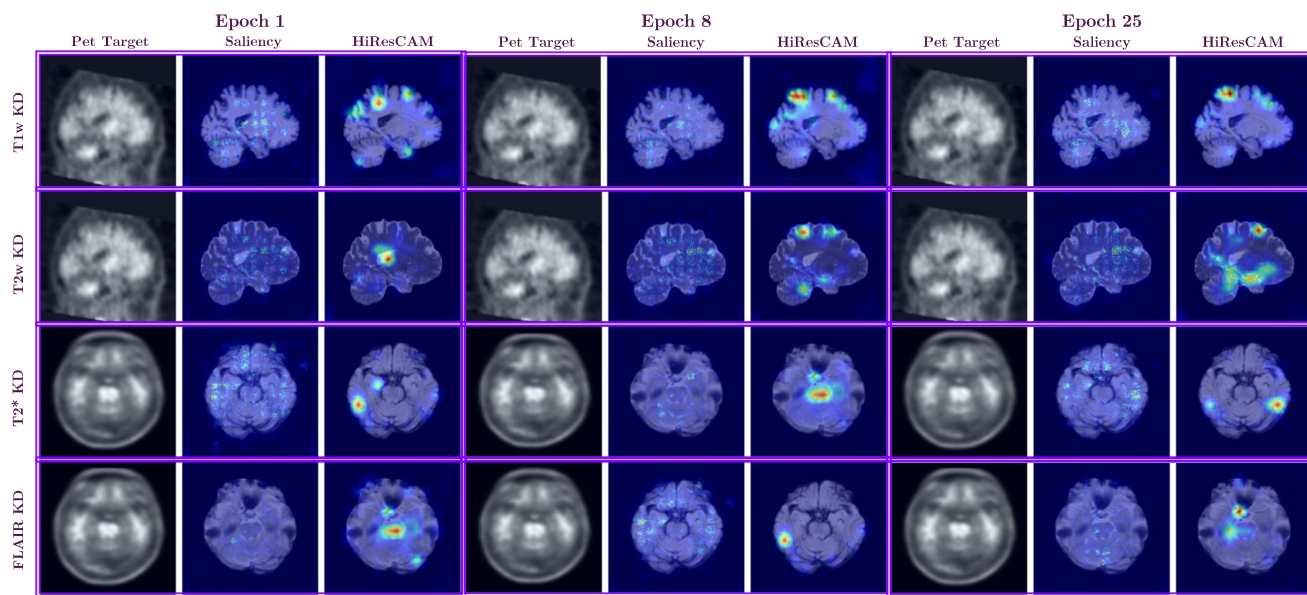 Epoch 1 Epoch 8 Epoch 25
Pet Target Saliency HiResCAM Pet Target Saliency HiResCAM Pet Target Saliency HiResCAM
T1w KD
T2w KD
T2* KD
FLAIR KD